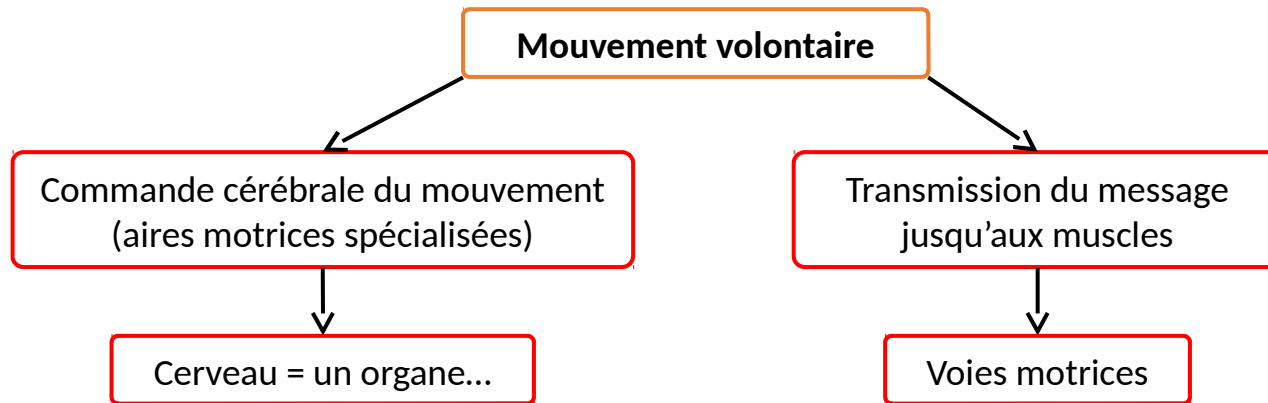 Mouvement volontaire
Commande cérébrale du mouvement
(aires motrices spécialisées)
Transmission du message
jusqu’aux muscles
Cerveau = un organe…
Voies motrices